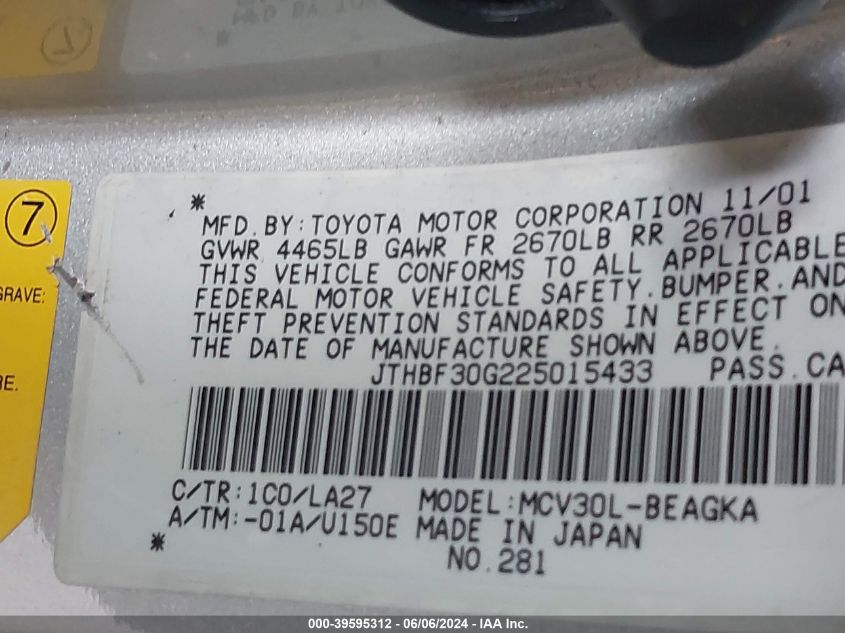 7
GRAVE:
RE.
*
MFD. BY: TOYOTA MOTOR CORPORATION 11/01
GVWR 4465LB GAWR FR 2670LB RR 2670LB
THIS VEHICLE CONFORMS TO ALL APPLICABLE
FEDERAL MOTOR VEHICLE SAFETY, BUMPER, AND
THEFT PREVENTION STANDARDS IN EFFECT ON
THE DATE OF MANUFACTURE SHOWN ABOVE.
JTHBF30G225015433 PASS. CA
C/TR: 1C0/LA27 MODEL: MCV30L-BEAGKA
A/TM: -01A/U150E MADE IN JAPAN
* NO. 281
000-39595312 - 06/06/2024 - IAA Inc.